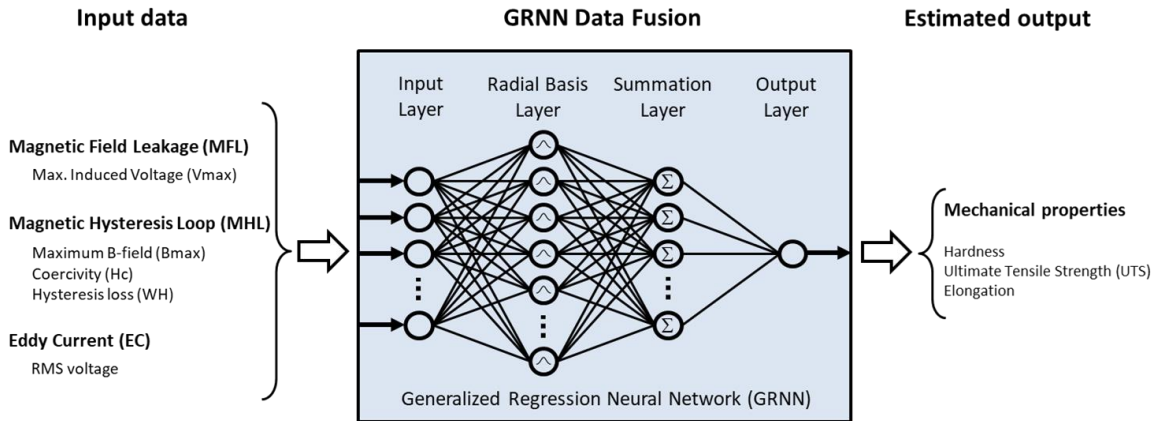 Input data
GRNN Data Fusion
Estimated output
Input
Layer
Radial Basis
Layer
Summation
Layer
Output
Layer
Magnetic Field Leakage (MFL)
Max. Induced Voltage (Vmax)
Magnetic Hysteresis Loop (MHL)
Maximum B-field (Bmax)
Coercivity (Hc)
Hysteresis loss (WH)
Eddy Current (EC)
RMS voltage
Σ
Σ
Σ
Σ
Generalized Regression Neural Network (GRNN)
Mechanical properties
Hardness
Ultimate Tensile Strength (UTS)
Elongation